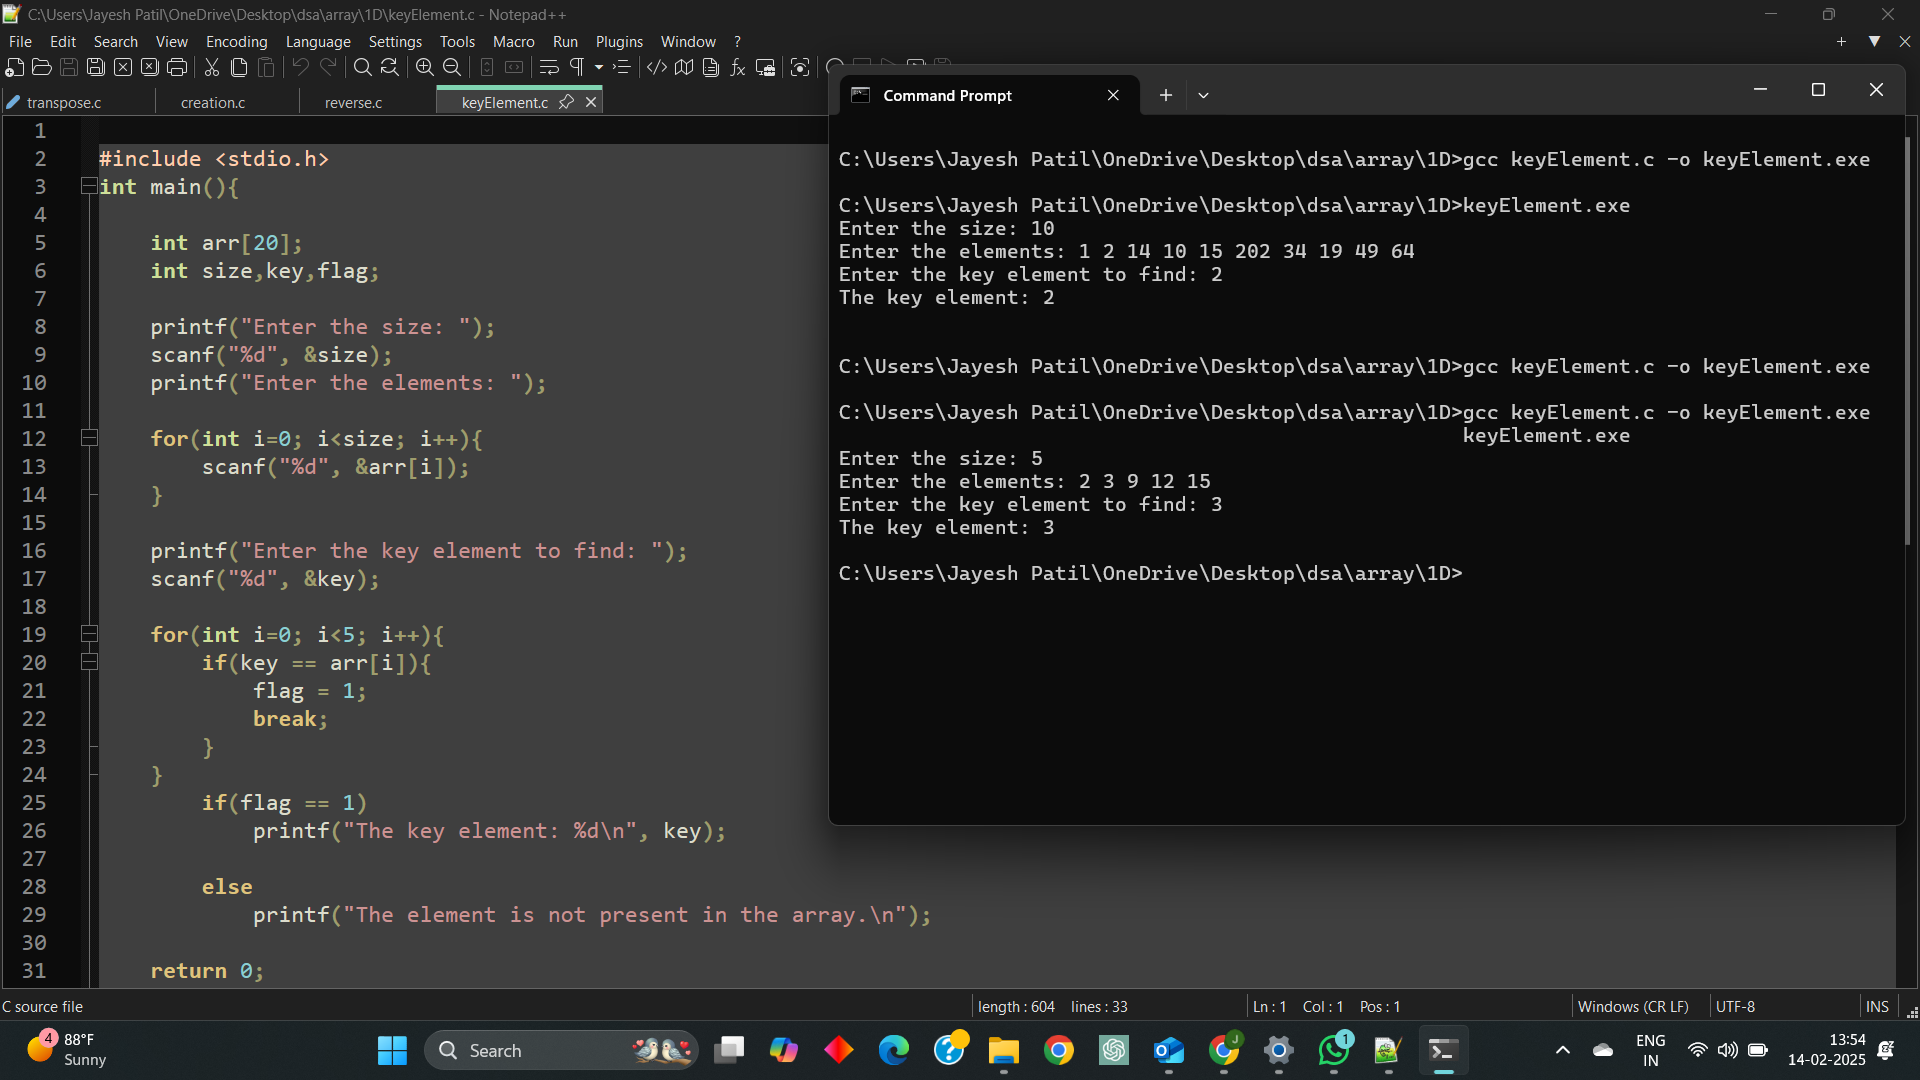 C:\Users\Jayesh Patil\OneDrive\Desktop\dsa\array\1D\keyElement.c - Notepad++
File Edit Search View Encoding Language Settings Tools Macro Run Plugins Window ?
transpose.c creation.c reverse.c keyElement.c
1
2 #include <stdio.h>
3 int main(){
4
5 int arr[20];
6 int size,key,flag;
7
8 printf("Enter the size: ");
9 scanf("%d", &size);
10 printf("Enter the elements: ");
11
12 for(int i=0; i<size; i++){
13 scanf("%d", &arr[i]);
14 }
15
16 printf("Enter the key element to find: ");
17 scanf("%d", &key);
18
19 for(int i=0; i<5; i++){
20 if(key == arr[i]){
21 flag = 1;
22 break;
23 }
24 }
25 if(flag == 1)
26 printf("The key element: %d\n", key);
27
28 else
29 printf("The element is not present in the array.\n");
30
31 return 0;
Command Prompt
C:\Users\Jayesh Patil\OneDrive\Desktop\dsa\array\1D>gcc keyElement.c -o keyElement.exe
C:\Users\Jayesh Patil\OneDrive\Desktop\dsa\array\1D>keyElement.exe
Enter the size: 10
Enter the elements: 1 2 14 10 15 202 34 19 49 64
Enter the key element to find: 2
The key element: 2
C:\Users\Jayesh Patil\OneDrive\Desktop\dsa\array\1D>gcc keyElement.c -o keyElement.exe
C:\Users\Jayesh Patil\OneDrive\Desktop\dsa\array\1D>gcc keyElement.c -o keyElement.exe
keyElement.exe
Enter the size: 5
Enter the elements: 2 3 9 12 15
Enter the key element to find: 3
The key element: 3
C:\Users\Jayesh Patil\OneDrive\Desktop\dsa\array\1D>
C source file length : 604 lines : 33 Ln : 1 Col : 1 Pos : 1 Windows (CR LF) UTF-8 INS
4 88°F
Sunny
Search
J
1
ENG
IN
13:54
14-02-2025